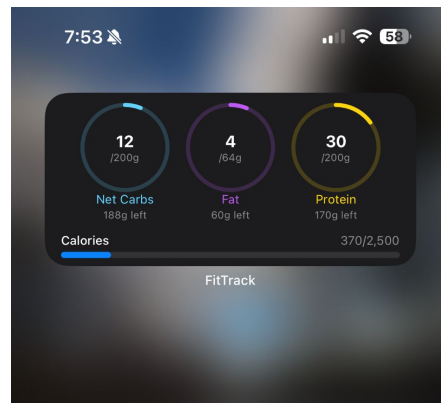 7:53
58
12
/200g
Net Carbs
188g left
4
/64g
Fat
60g left
30
/200g
Protein
170g left
Calories 370/2,500
FitTrack